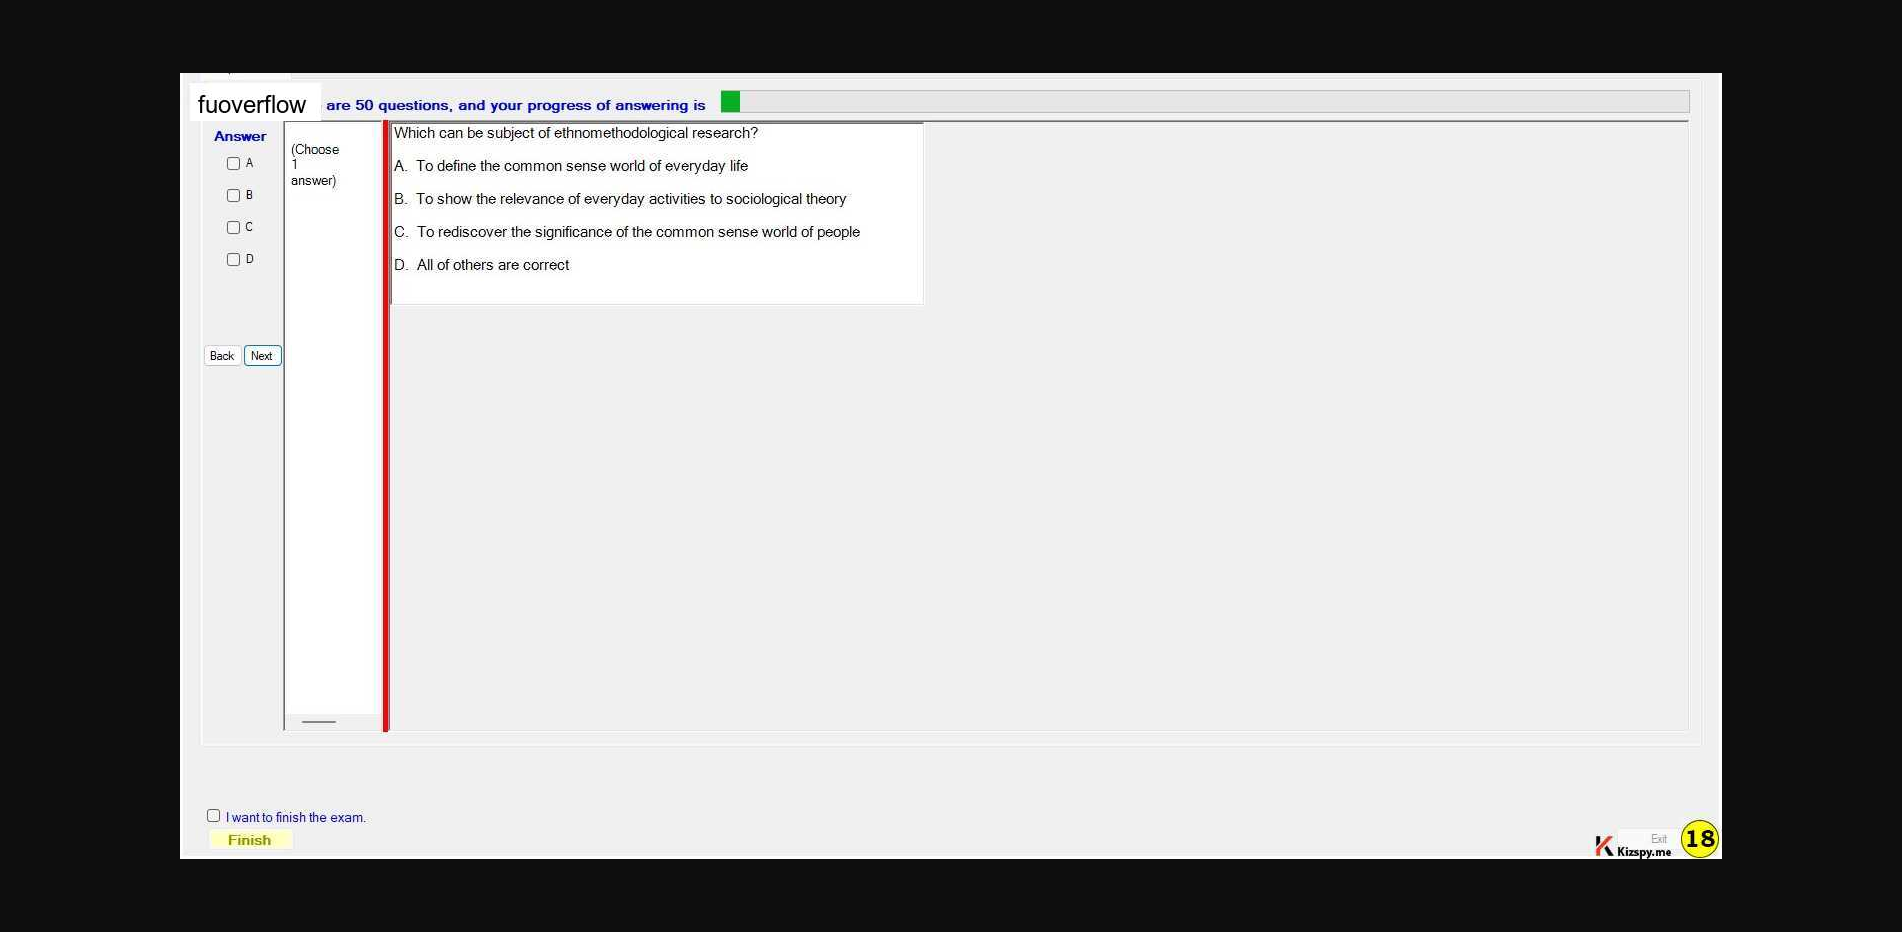 fuoverflow are 50 questions, and your progress of answering is
Answer
A
B
C
D
Back Next
(Choose
1
answer)
Which can be subject of ethnomethodological research?
A. To define the common sense world of everyday life
B. To show the relevance of everyday activities to sociological theory
C. To rediscover the significance of the common sense world of people
D. All of others are correct
I want to finish the exam.
Finish
Exit
Kizspy.me
18